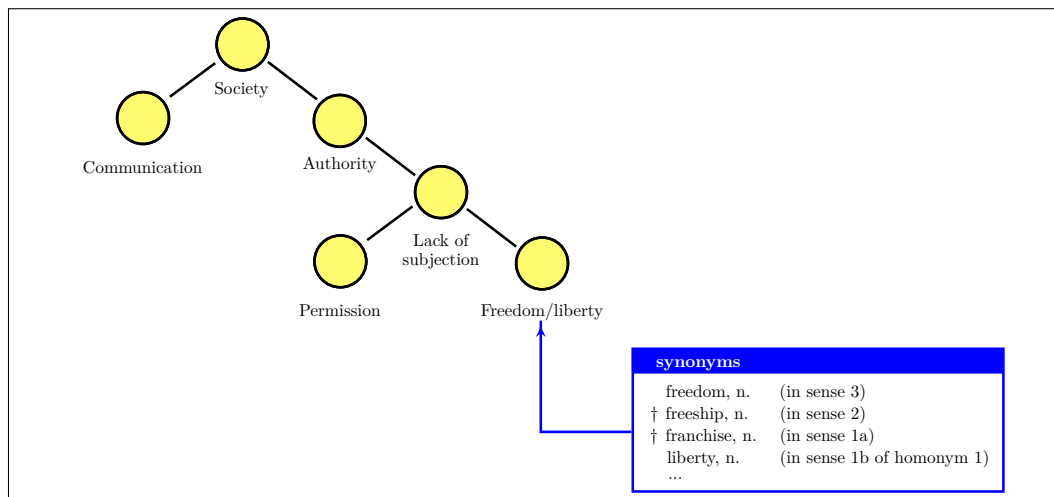 Society
Communication
Authority
Lack of
subjection
Permission
Freedom/liberty
synonyms
freedom, n. (in sense 3)
† freeship, n. (in sense 2)
† franchise, n. (in sense 1a)
liberty, n. (in sense 1b of homonym 1)
...